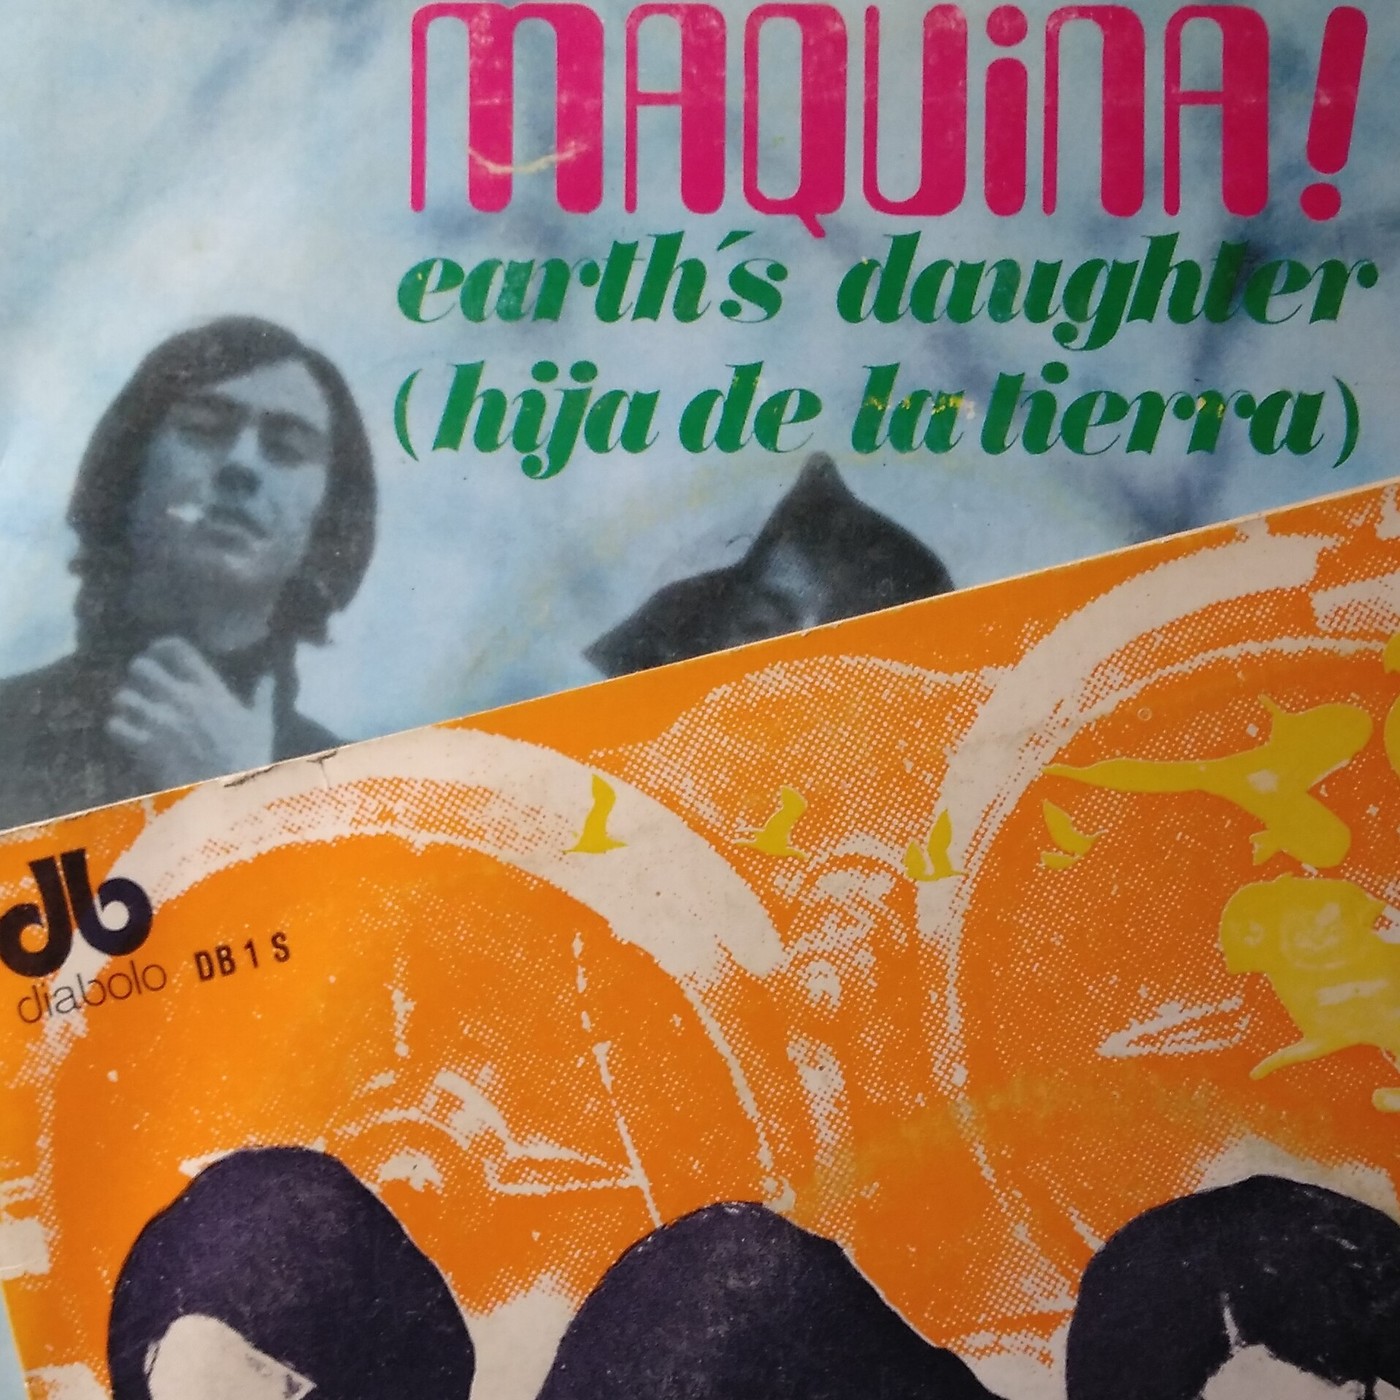 MAQUiNA!
earth´s daughter
(hija de la tierra)
db
diabolo DB 1 S